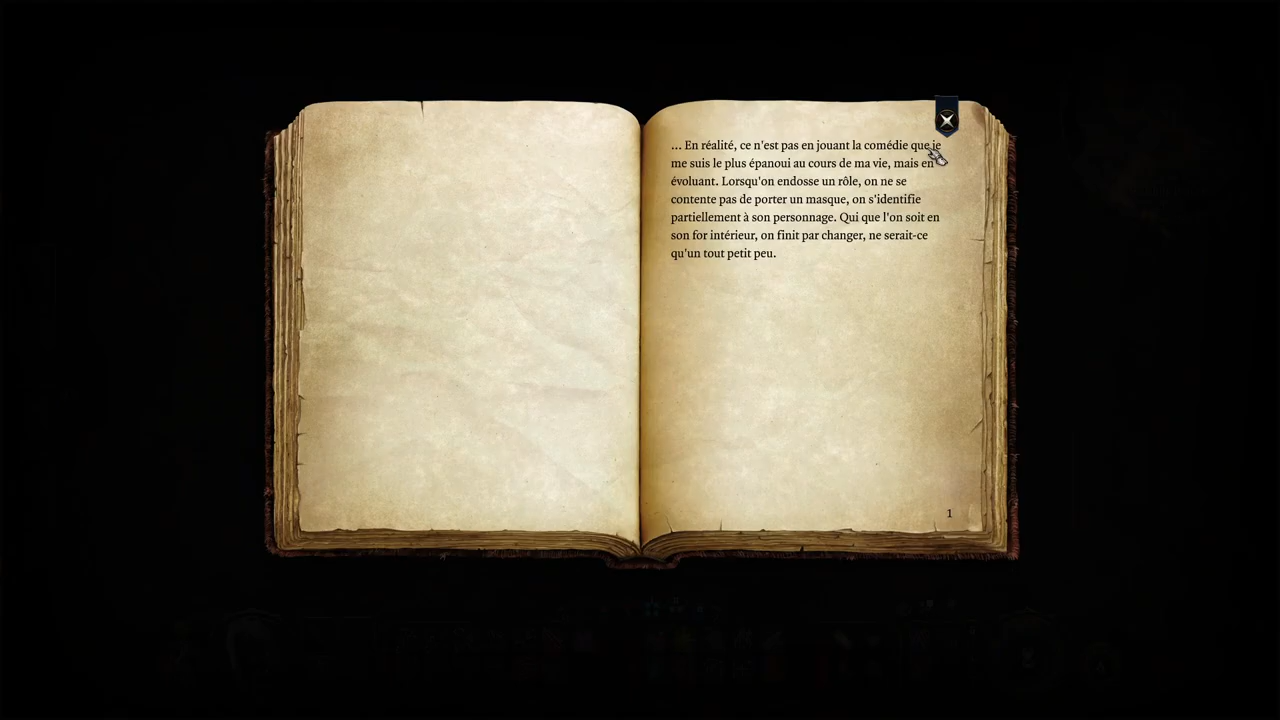 ... En réalité, ce n'est pas en jouant la comédie que je
me suis le plus épanoui au cours de ma vie, mais en
évoluant. Lorsqu'on endosse un rôle, on ne se
contente pas de porter un masque, on s'identifie
partiellement à son personnage. Qui que l'on soit en
son for intérieur, on finit par changer, ne serait-ce
qu'un tout petit peu.
1